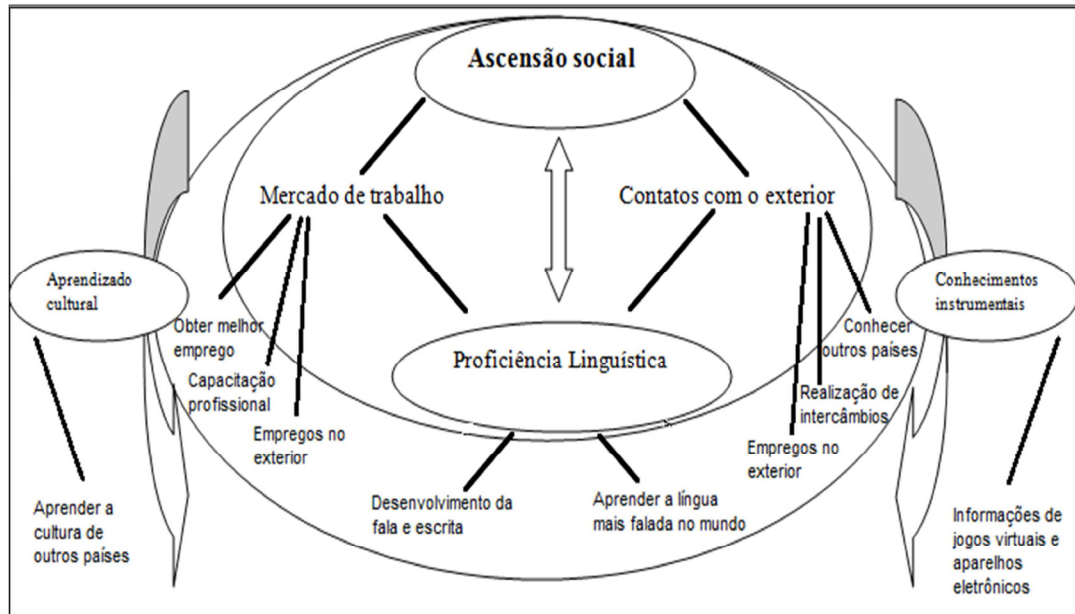 Ascensão social
Mercado de trabalho
Contatos com o exterior
Aprendizado
cultural
Conhecimentos
instrumentais
Obter melhor
emprego
Conhecer
outros países
Proficiência Linguística
Capacitação
profissional
Realização de
intercâmbios
Empregos no
exterior
Empregos no
exterior
Desenvolvimento da
fala e escrita
Aprender a língua
mais falada no mundo
Aprender a
cultura de
outros países
Informações de
jogos virtuais e
aparelhos
eletrônicos